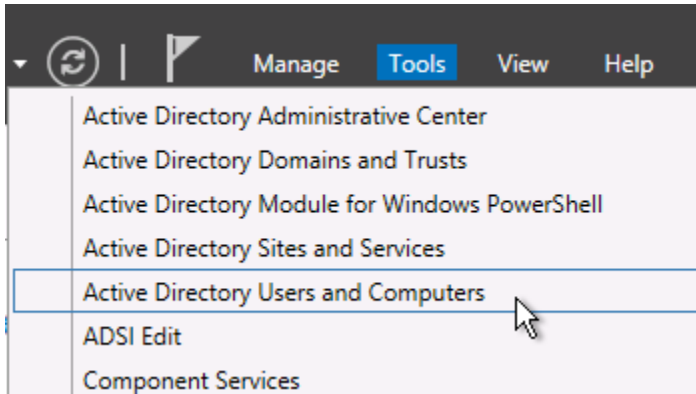 Manage Tools View Help
Active Directory Administrative Center
Active Directory Domains and Trusts
Active Directory Module for Windows PowerShell
Active Directory Sites and Services
Active Directory Users and Computers
ADSI Edit
Component Services